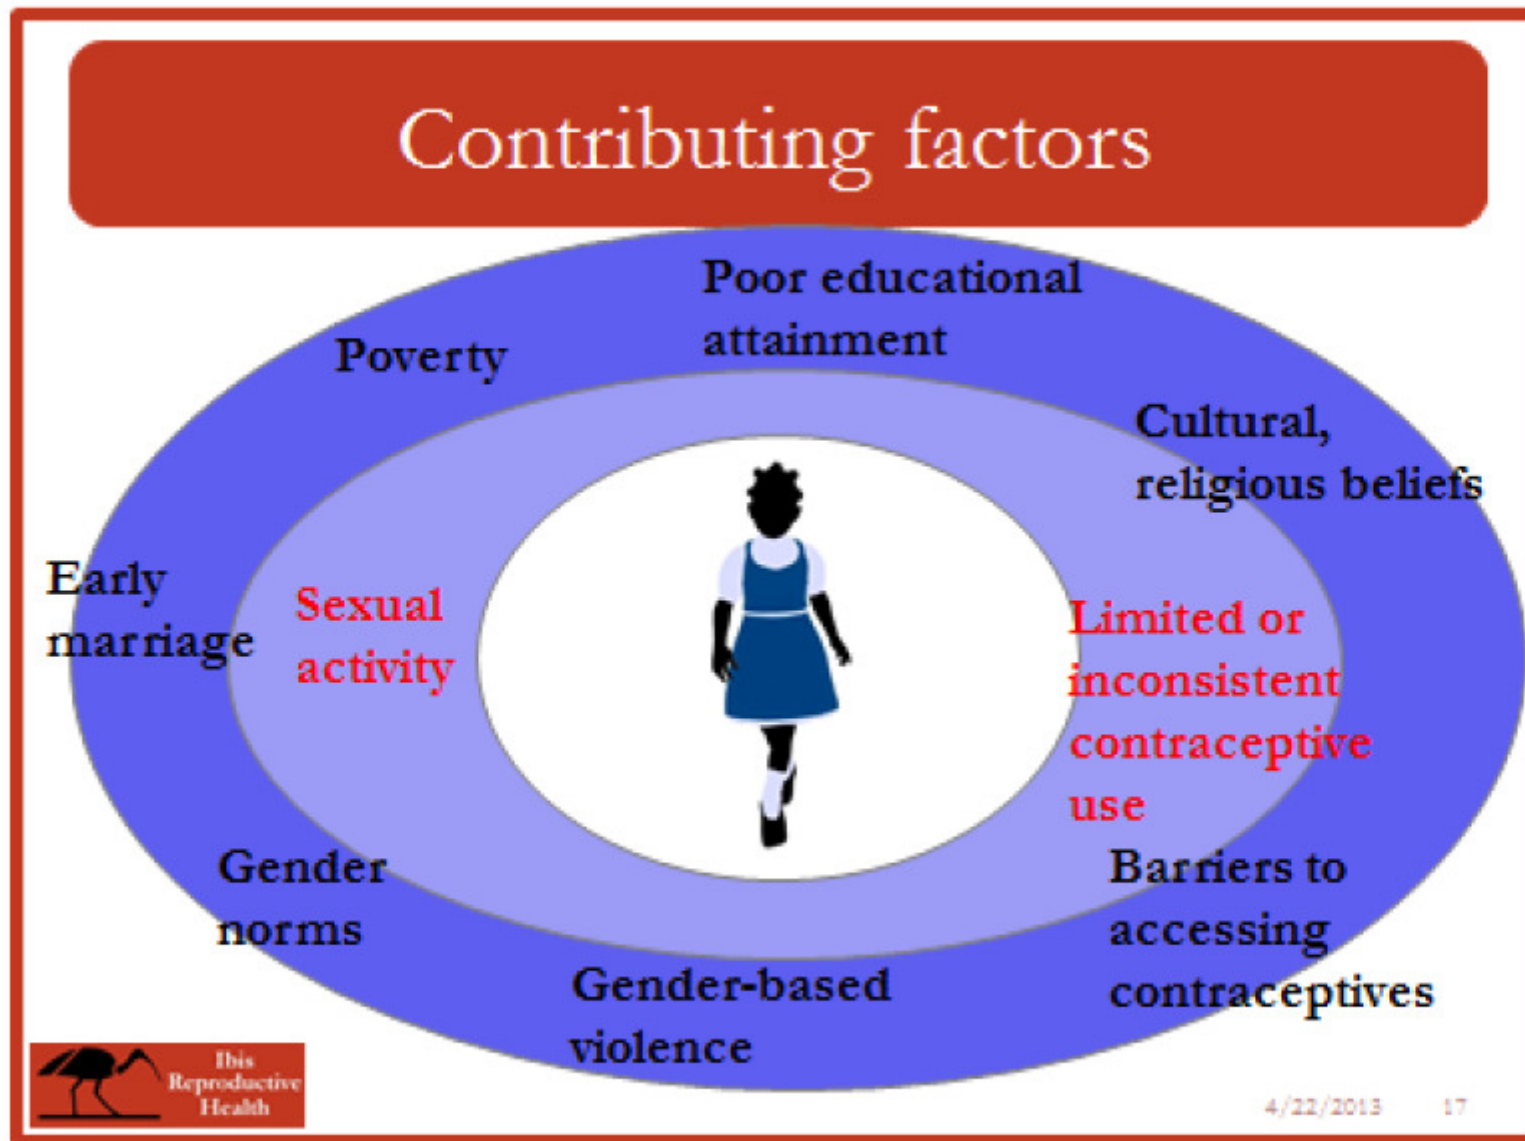 Contributing factors
Poor educational
attainment
Poverty
Cultural,
religious beliefs
Early
marriage
Sexual
activity
Limited or
inconsistent
contraceptive
use
Gender
norms
Barriers to
accessing
contraceptives
Gender-based
violence
Ibis
Reproductive
Health
4/22/2013 17